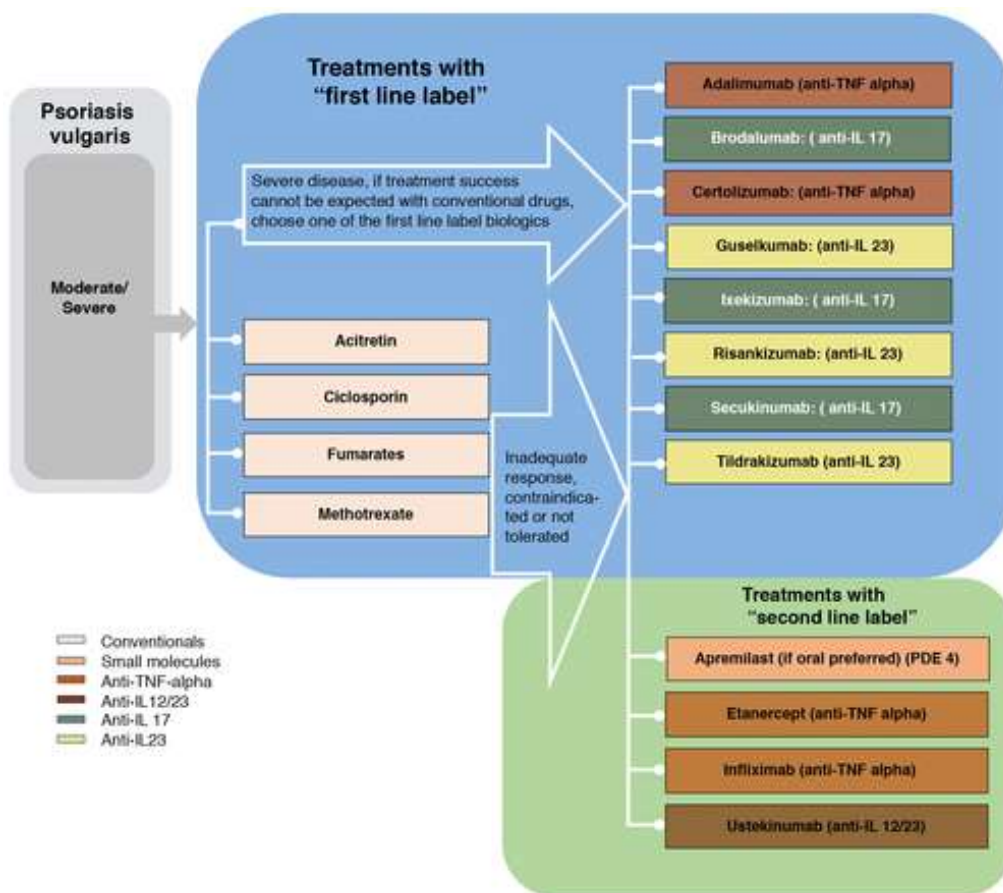 Psoriasis
vulgaris
Moderate/
Severe
Treatments with
“first line label”
Severe disease, if treatment success
cannot be expected with conventional drugs,
choose one of the first line label biologics
Acitretin
Ciclosporin
Fumarates
Methotrexate
Inadequate
response,
contraindica-
ted or not
tolerated
Adalimumab (anti-TNF alpha)
Brodalumab: ( anti-IL 17)
Certolizumab: (anti-TNF alpha)
Guselkumab: (anti-IL 23)
Ixekizumab: ( anti-IL 17)
Risankizumab: (anti-IL 23)
Secukinumab: ( anti-IL 17)
Tildrakizumab (anti-IL 23)
Treatments with
“second line label”
Apremilast (if oral preferred) (PDE 4)
Etanercept (anti-TNF alpha)
Infliximab (anti-TNF alpha)
Ustekinumab (anti-IL 12/23)
Conventionals
Small molecules
Anti-TNF-alpha
Anti-IL12/23
Anti-IL 17
Anti-IL23